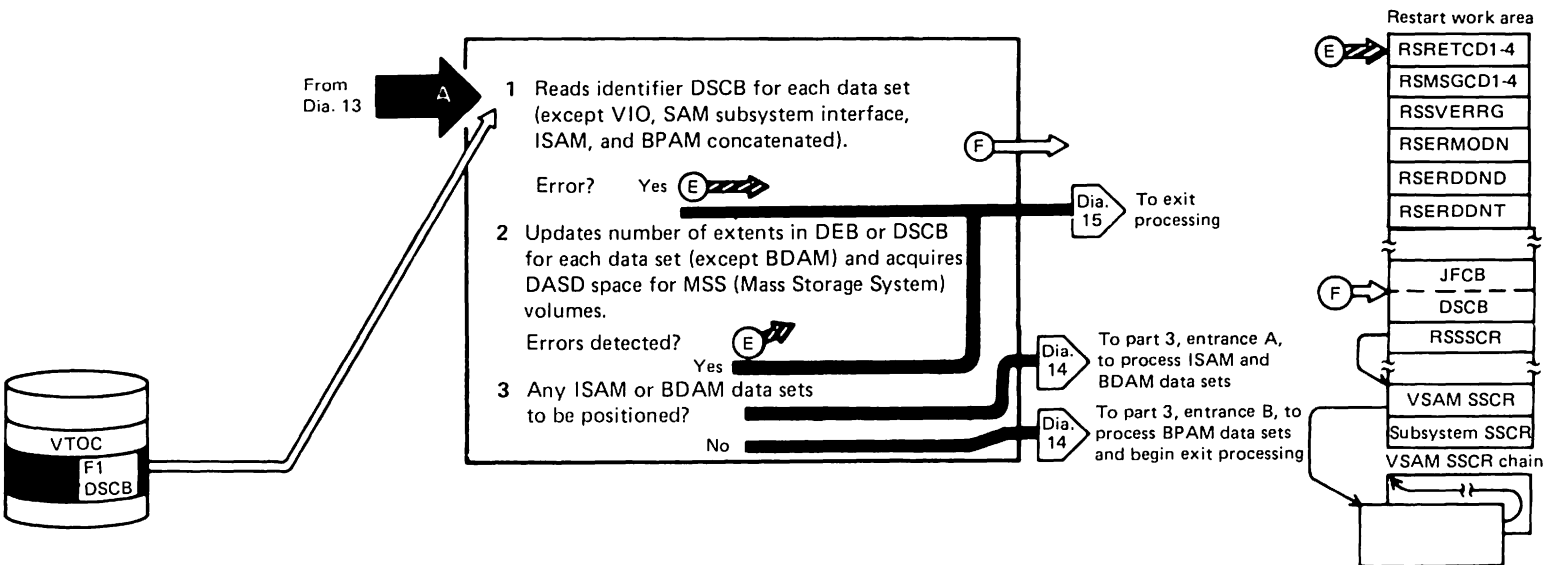 From
Dia. 13
A
1 Reads identifier DSCB for each data set
(except VIO, SAM subsystem interface,
ISAM, and BPAM concatenated).
F
Error? Yes E
Dia.
15
To exit
processing
2 Updates number of extents in DEB or DSCB
for each data set (except BDAM) and acquires
DASD space for MSS (Mass Storage System)
volumes.
Errors detected? E
Yes
3 Any ISAM or BDAM data sets
to be positioned?
No
Dia.
14
To part 3, entrance A,
to process ISAM and
BDAM data sets
Dia.
14
To part 3, entrance B, to
process BPAM data sets
and begin exit processing
VTOC
F1
DSCB
Restart work area
E
RSRETCD1-4
RSMSGCD1-4
RSSVERRG
RSERMODN
RSERDDND
RSERDDNT
F
JFCB
DSCB
RSSSCR
VSAM SSCR
Subsystem SSCR
VSAM SSCR chain